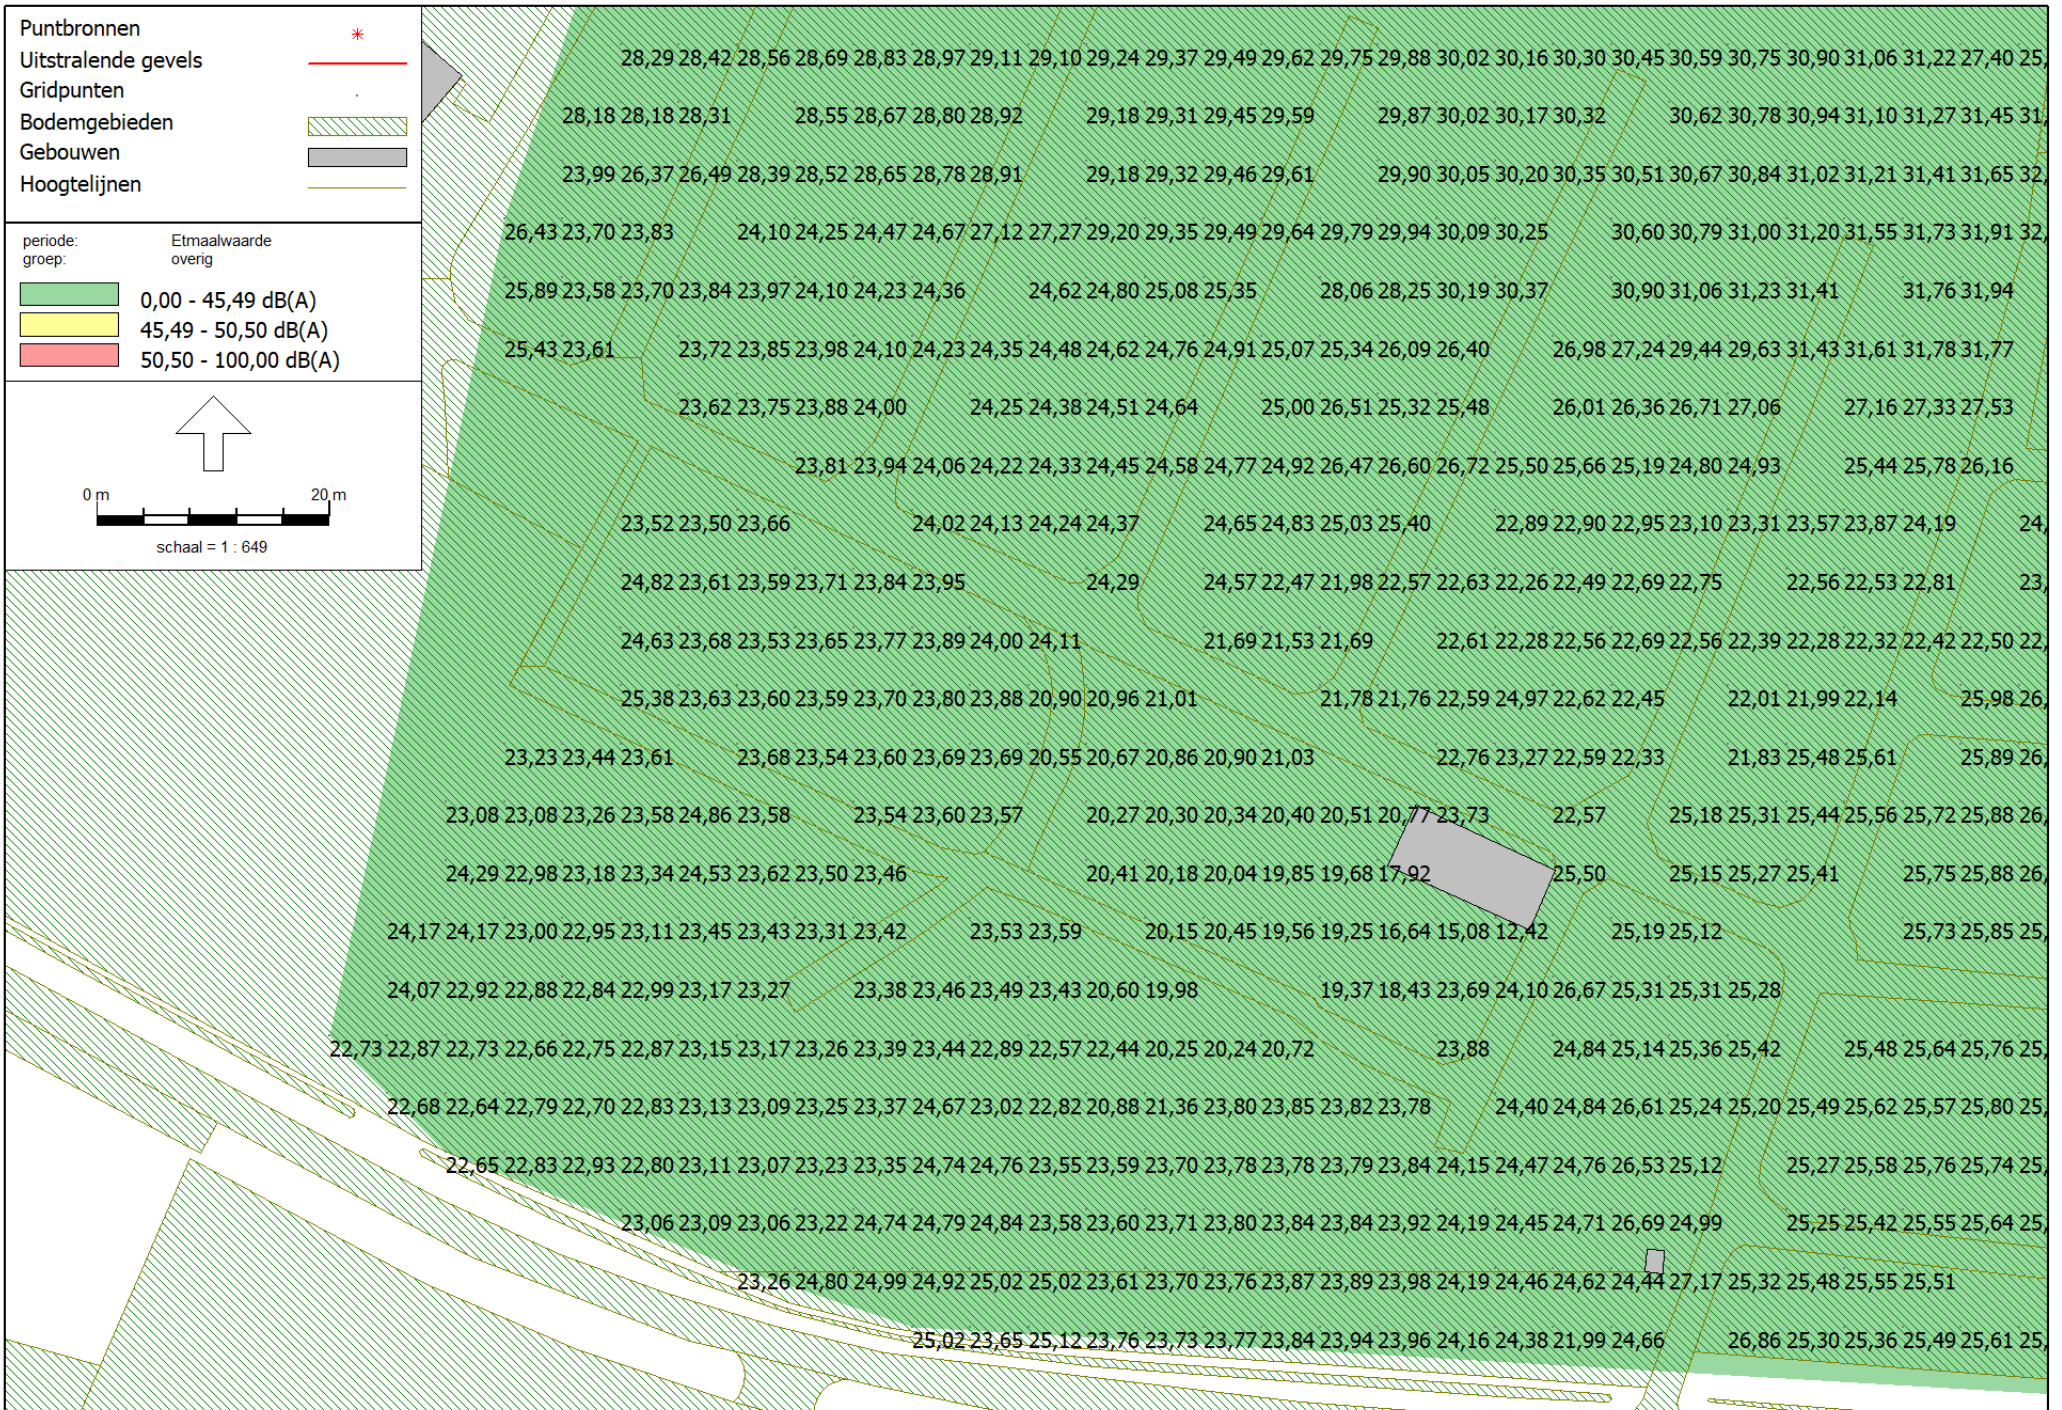 Puntbronnen
Uitstralende gevels
Gridpunten
Bodemgebieden
Gebouwen
Hoogtelijnen
periode: Etmaalwaarde
groep: overig
0,00 - 45,49 dB(A)
45,49 - 50,50 dB(A)
50,50 - 100,00 dB(A)
0 m 20 m
schaal = 1 : 649
28,29 28,42 28,56 28,69 28,83 28,97 29,11 29,10 29,24 29,37 29,49 29,62 29,75 29,88 30,02 30,16 30,30 30,45 30,59 30,75 30,90 31,06 31,22 27,40 25,
28,18 28,18 28,31 28,55 28,67 28,80 28,92 29,18 29,31 29,45 29,59 29,87 30,02 30,17 30,32 30,62 30,78 30,94 31,10 31,27 31,45 31,
23,99 26,37 26,49 28,39 28,52 28,65 28,78 28,91 29,18 29,32 29,46 29,61 29,90 30,05 30,20 30,35 30,51 30,67 30,84 31,02 31,21 31,41 31,65 32,
26,43 23,70 23,83 24,10 24,25 24,47 24,67 27,12 27,27 29,20 29,35 29,49 29,64 29,79 29,94 30,09 30,25 30,60 30,79 31,00 31,20 31,55 31,73 31,91 32,
25,89 23,58 23,70 23,84 23,97 24,10 24,23 24,36 24,62 24,80 25,08 25,35 28,06 28,25 30,19 30,37 30,90 31,06 31,23 31,41 31,76 31,94
25,43 23,61 23,72 23,85 23,98 24,10 24,23 24,35 24,48 24,62 24,76 24,91 25,07 25,34 26,09 26,40 26,98 27,24 29,44 29,63 31,43 31,61 31,78 31,77
23,62 23,75 23,88 24,00 24,25 24,38 24,51 24,64 25,00 26,51 25,32 25,48 26,01 26,36 26,71 27,06 27,16 27,33 27,53
23,81 23,94 24,06 24,22 24,33 24,45 24,58 24,77 24,92 26,47 26,60 26,72 25,50 25,66 25,19 24,80 24,93 25,44 25,78 26,16
23,52 23,50 23,66 24,02 24,13 24,24 24,37 24,65 24,83 25,03 25,40 22,89 22,90 22,95 23,10 23,31 23,57 23,87 24,19 24,
24,82 23,61 23,59 23,71 23,84 23,95 24,29 24,57 22,47 21,98 22,57 22,63 22,26 22,49 22,69 22,75 22,56 22,53 22,81 23,
24,63 23,68 23,53 23,65 23,77 23,89 24,00 24,11 21,69 21,53 21,69 22,61 22,28 22,56 22,69 22,56 22,39 22,28 22,32 22,42 22,50 22,
25,38 23,63 23,60 23,59 23,70 23,80 23,88 20,90 20,96 21,01 21,78 21,76 22,59 24,97 22,62 22,45 22,01 21,99 22,14 25,98 26,
23,23 23,44 23,61 23,68 23,54 23,60 23,69 23,69 20,55 20,67 20,86 20,90 21,03 22,76 23,27 22,59 22,33 21,83 25,48 25,61 25,89 26,
23,08 23,08 23,26 23,58 24,86 23,58 23,54 23,60 23,57 20,27 20,30 20,34 20,40 20,51 20,77 23,73 22,57 25,18 25,31 25,44 25,56 25,72 25,88 26,
24,29 22,98 23,18 23,34 24,53 23,62 23,50 23,46 20,41 20,18 20,04 19,85 19,68 17,92 25,50 25,15 25,27 25,41 25,75 25,88 26,
24,17 24,17 23,00 22,95 23,11 23,45 23,43 23,31 23,42 23,53 23,59 20,15 20,45 19,56 19,25 16,64 15,08 12,42 25,19 25,12 25,73 25,85 25,
24,07 22,92 22,88 22,84 22,99 23,17 23,27 23,38 23,46 23,49 23,43 20,60 19,98 19,37 18,43 23,69 24,10 26,67 25,31 25,31 25,28
22,73 22,87 22,73 22,66 22,75 22,87 23,15 23,17 23,26 23,39 23,44 22,89 22,57 22,44 20,25 20,24 20,72 23,88 24,84 25,14 25,36 25,42 25,48 25,64 25,76 25,
22,68 22,64 22,79 22,70 22,83 23,13 23,09 23,25 23,37 24,67 23,02 22,82 20,88 21,36 23,80 23,85 23,82 23,78 24,40 24,84 26,61 25,24 25,20 25,49 25,62 25,57 25,80 25,
22,65 22,83 22,93 22,80 23,11 23,07 23,23 23,35 24,74 24,76 23,55 23,59 23,70 23,78 23,78 23,79 23,84 24,15 24,47 24,76 26,53 25,12 25,27 25,58 25,76 25,74 25,
23,06 23,09 23,06 23,22 24,74 24,79 24,84 23,58 23,60 23,71 23,80 23,84 23,84 23,92 24,19 24,45 24,71 26,69 24,99 25,25 25,42 25,55 25,64 25,
23,26 24,80 24,99 24,92 25,02 25,02 23,61 23,70 23,76 23,87 23,89 23,98 24,19 24,46 24,62 24,44 27,17 25,32 25,48 25,55 25,51
25,02 23,65 25,12 23,76 23,73 23,77 23,84 23,94 23,96 24,16 24,38 21,99 24,66 26,86 25,30 25,36 25,49 25,61 25,